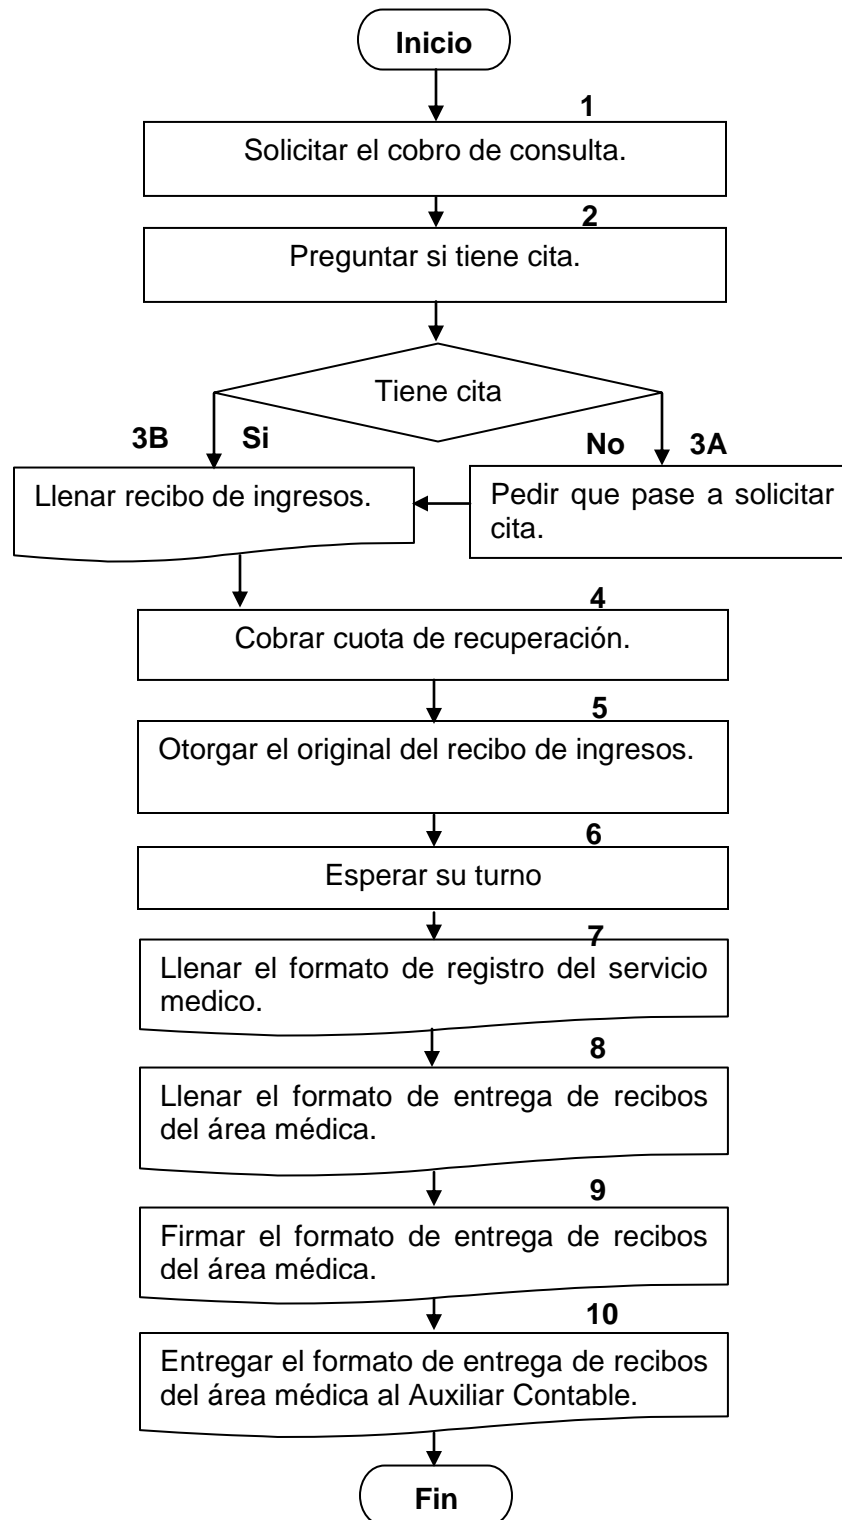 Inicio
1
Solicitar el cobro de consulta.
2
Preguntar si tiene cita.
Tiene cita
3B Si
No 3A
Llenar recibo de ingresos.
Pedir que pase a solicitar
cita.
4
Cobrar cuota de recuperación.
5
Otorgar el original del recibo de ingresos.
6
Esperar su turno
7
Llenar el formato de registro del servicio
medico.
8
Llenar el formato de entrega de recibos
del área médica.
9
Firmar el formato de entrega de recibos
del área médica.
10
Entregar el formato de entrega de recibos
del área médica al Auxiliar Contable.
Fin